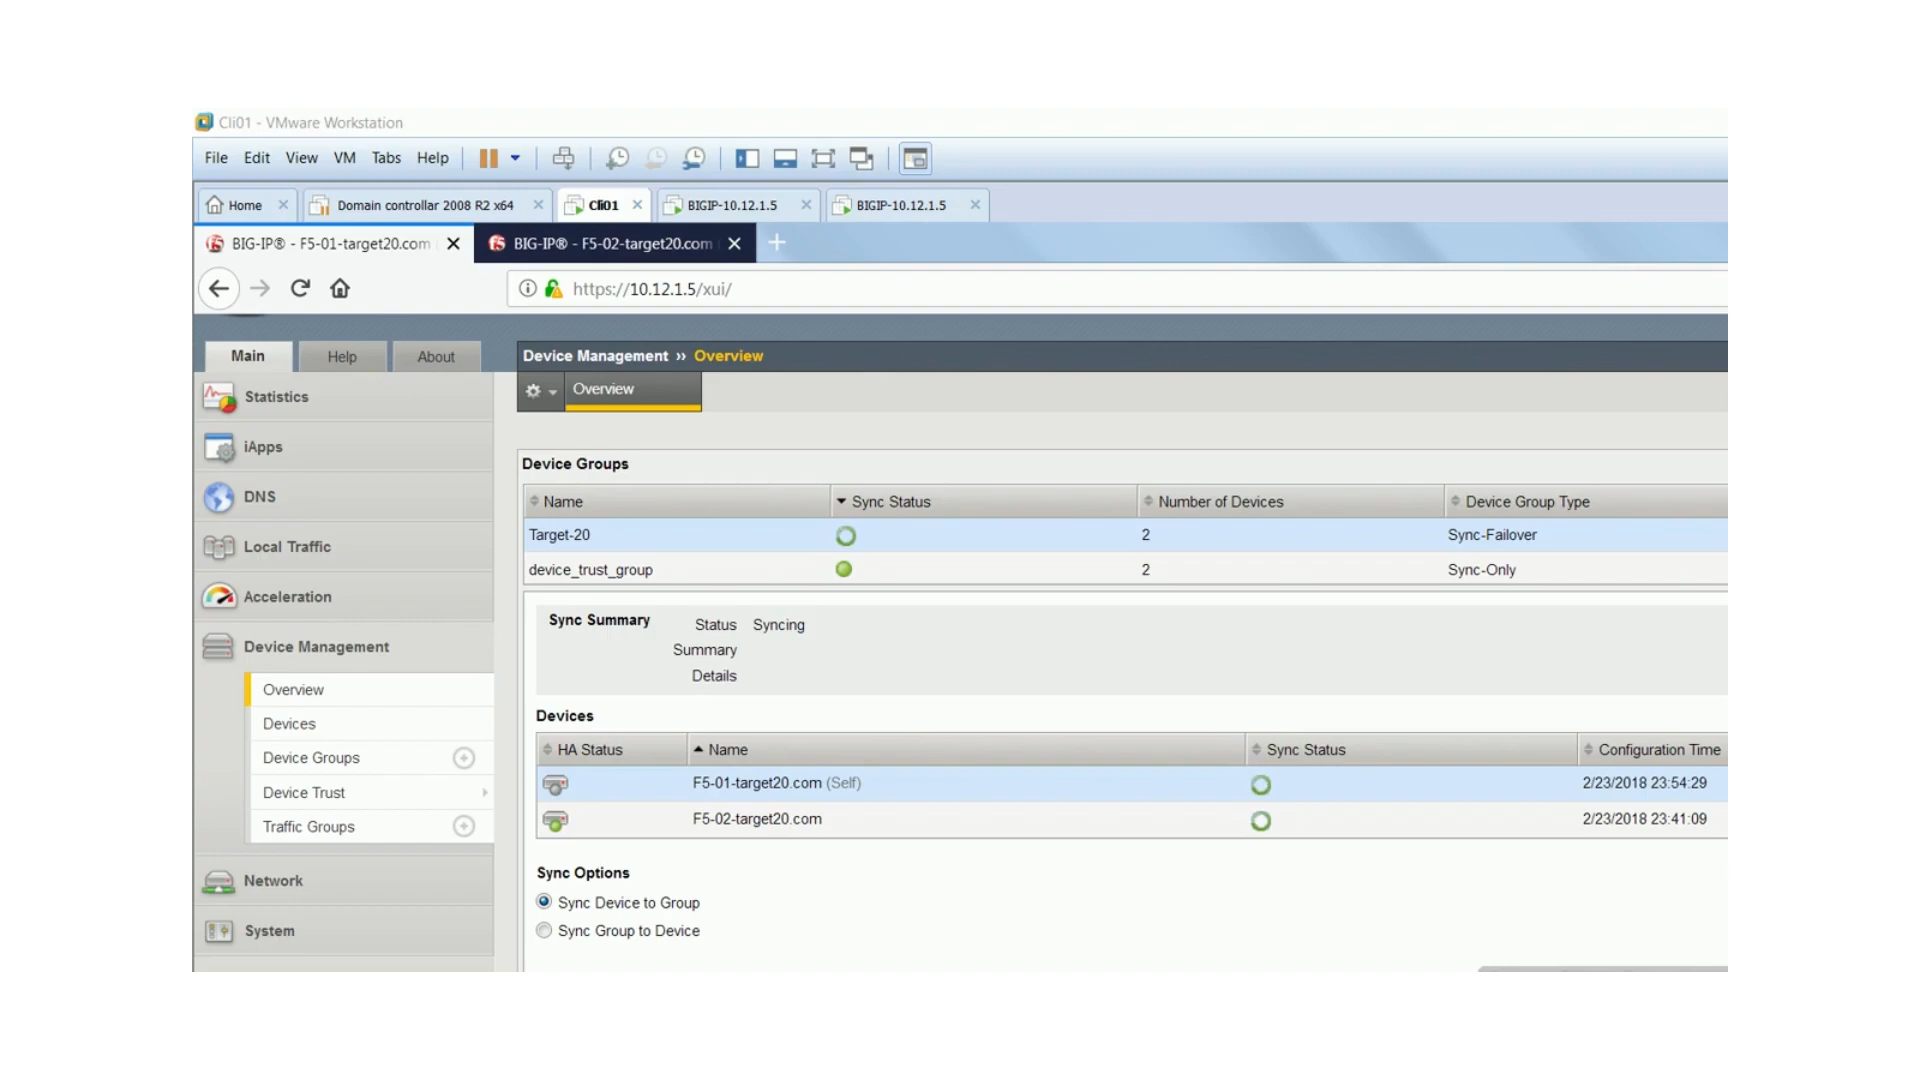 Cli01 - VMware Workstation
File Edit View VM Tabs Help
Home Domain controllar 2008 R2 x64 Cli01 BIGIP-10.12.1.5 BIGIP-10.12.1.5
BIG-IP® - F5-01-target20.com BIG-IP® - F5-02-target20.com
https://10.12.1.5/xui/
Main Help About
Device Management ›› Overview
Overview
Statistics
iApps
DNS
Local Traffic
Acceleration
Device Management
Overview
Devices
Device Groups
Device Trust
Traffic Groups
Network
System
Device Groups
Name Sync Status Number of Devices Device Group Type
Target-20 2 Sync-Failover
device_trust_group 2 Sync-Only
Sync Summary
Status Syncing
Summary
Details
Devices
HA Status Name Sync Status Configuration Time
F5-01-target20.com (Self) 2/23/2018 23:54:29
F5-02-target20.com 2/23/2018 23:41:09
Sync Options
Sync Device to Group
Sync Group to Device